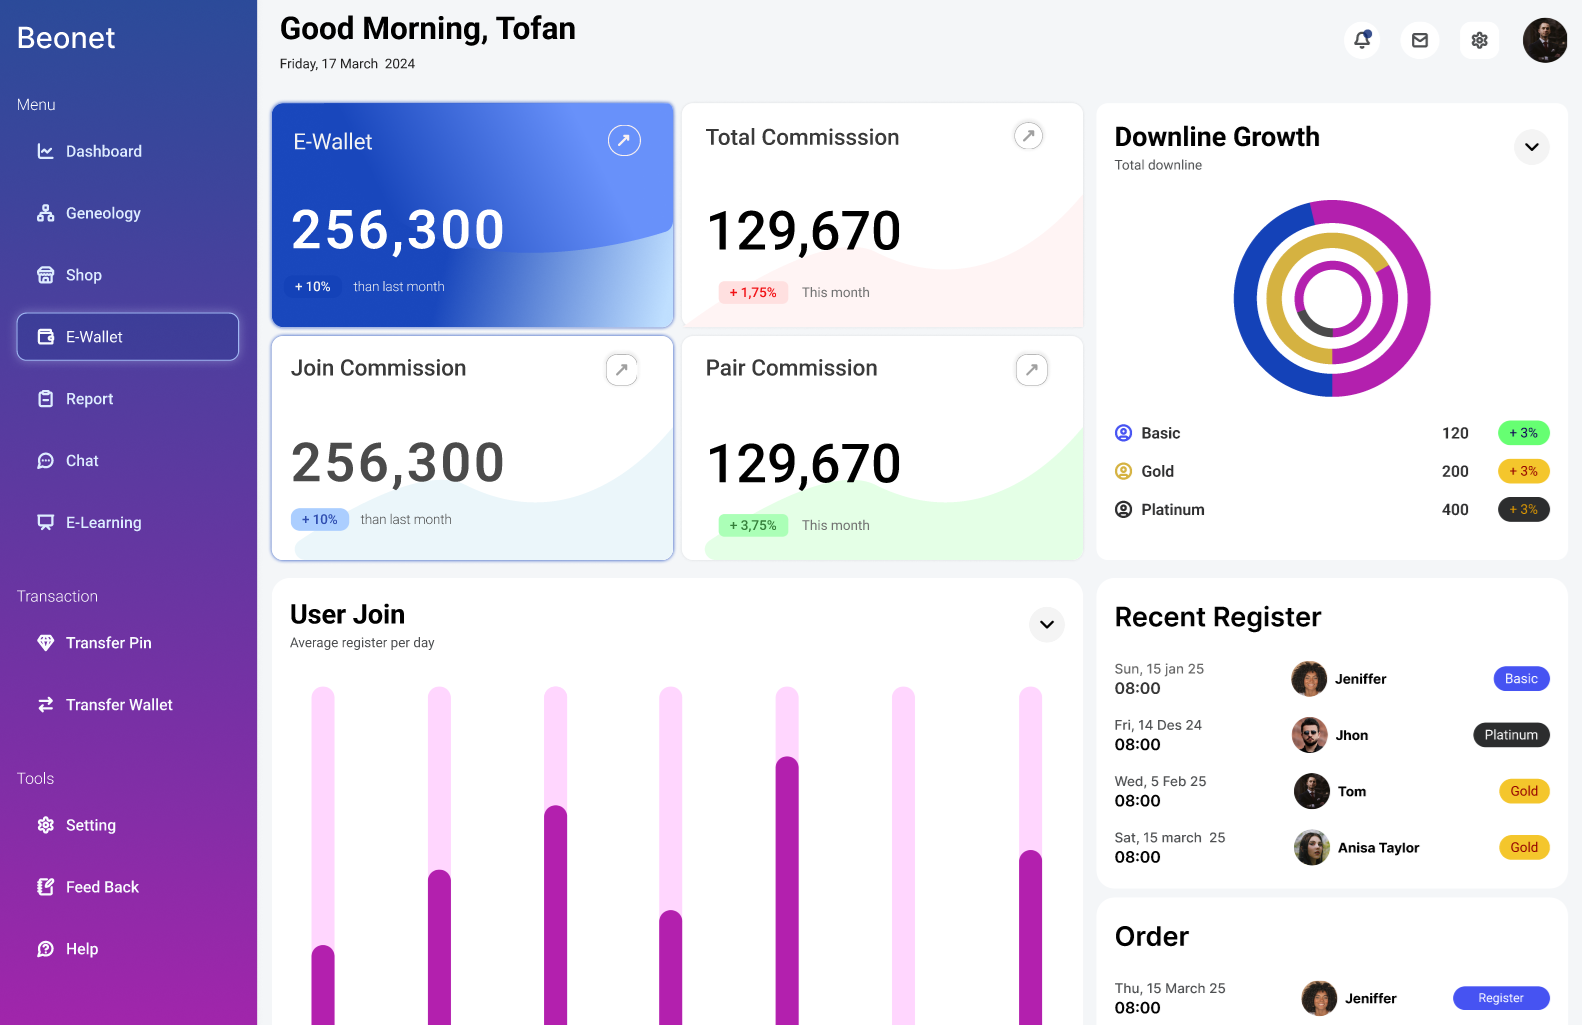 Beonet
Menu
Dashboard
Geneology
Shop
E-Wallet
Report
Chat
E-Learning
Transaction
Transfer Pin
Transfer Wallet
Tools
Setting
Feed Back
Help
Good Morning, Tofan
Friday, 17 March 2024
E-Wallet
256,300
+ 10% than last month
Total Commisssion
129,670
+ 1,75% This month
Join Commission
256,300
+ 10% than last month
Pair Commission
129,670
+ 3,75% This month
Downline Growth
Total downline
Basic 120 + 3%
Gold 200 + 3%
Platinum 400 + 3%
User Join
Average register per day
Recent Register
Sun, 15 jan 25
08:00
Jeniffer
Basic
Fri, 14 Des 24
08:00
Jhon
Platinum
Wed, 5 Feb 25
08:00
Tom
Gold
Sat, 15 march 25
08:00
Anisa Taylor
Gold
Order
Thu, 15 March 25
08:00
Jeniffer
Register